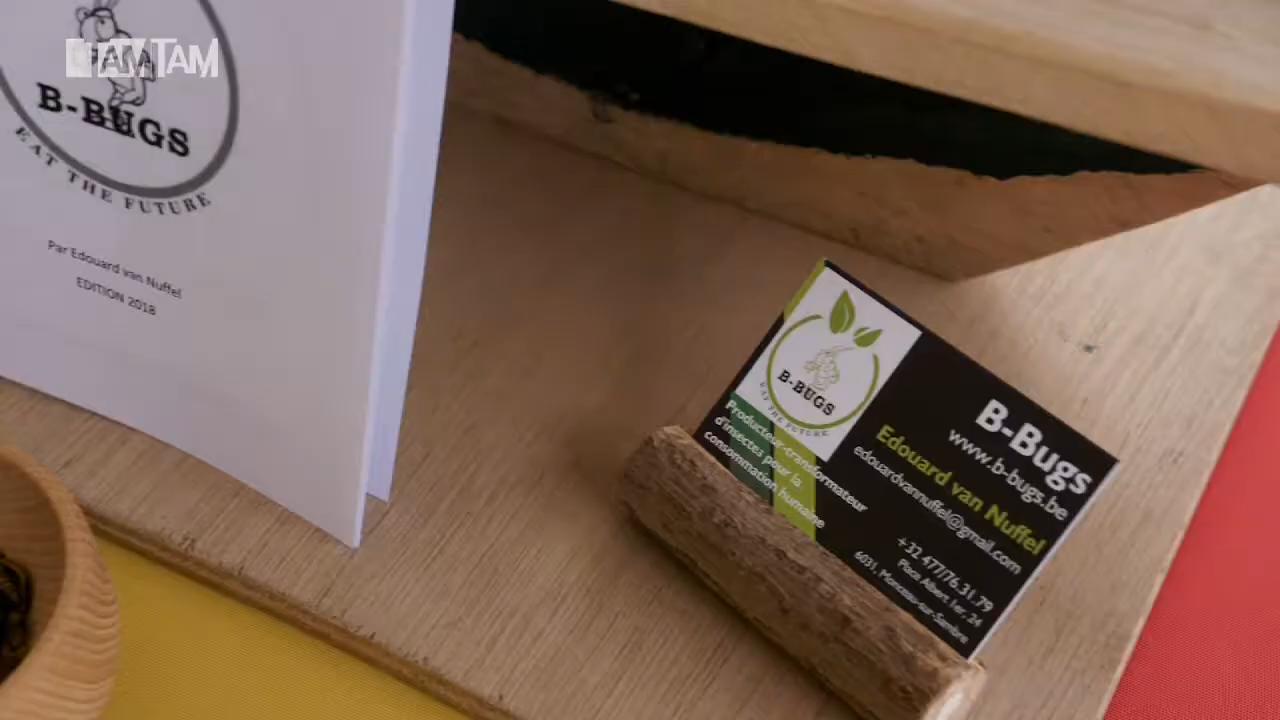 TAMTAM
B-BUGS
EAT THE FUTURE
Par Edouard van Nuffel
EDITION 2018
B-BUGS
EAT THE FUTURE
Producteur-transformateur
d'insectes pour la
consommation humaine
B-Bugs
www.b-bugs.be
Edouard van Nuffel
edouardvannuffel@gmail.com
+32 477/76.31.79
Place Albert 1er, 24
6031, Monceau-sur-Sambre